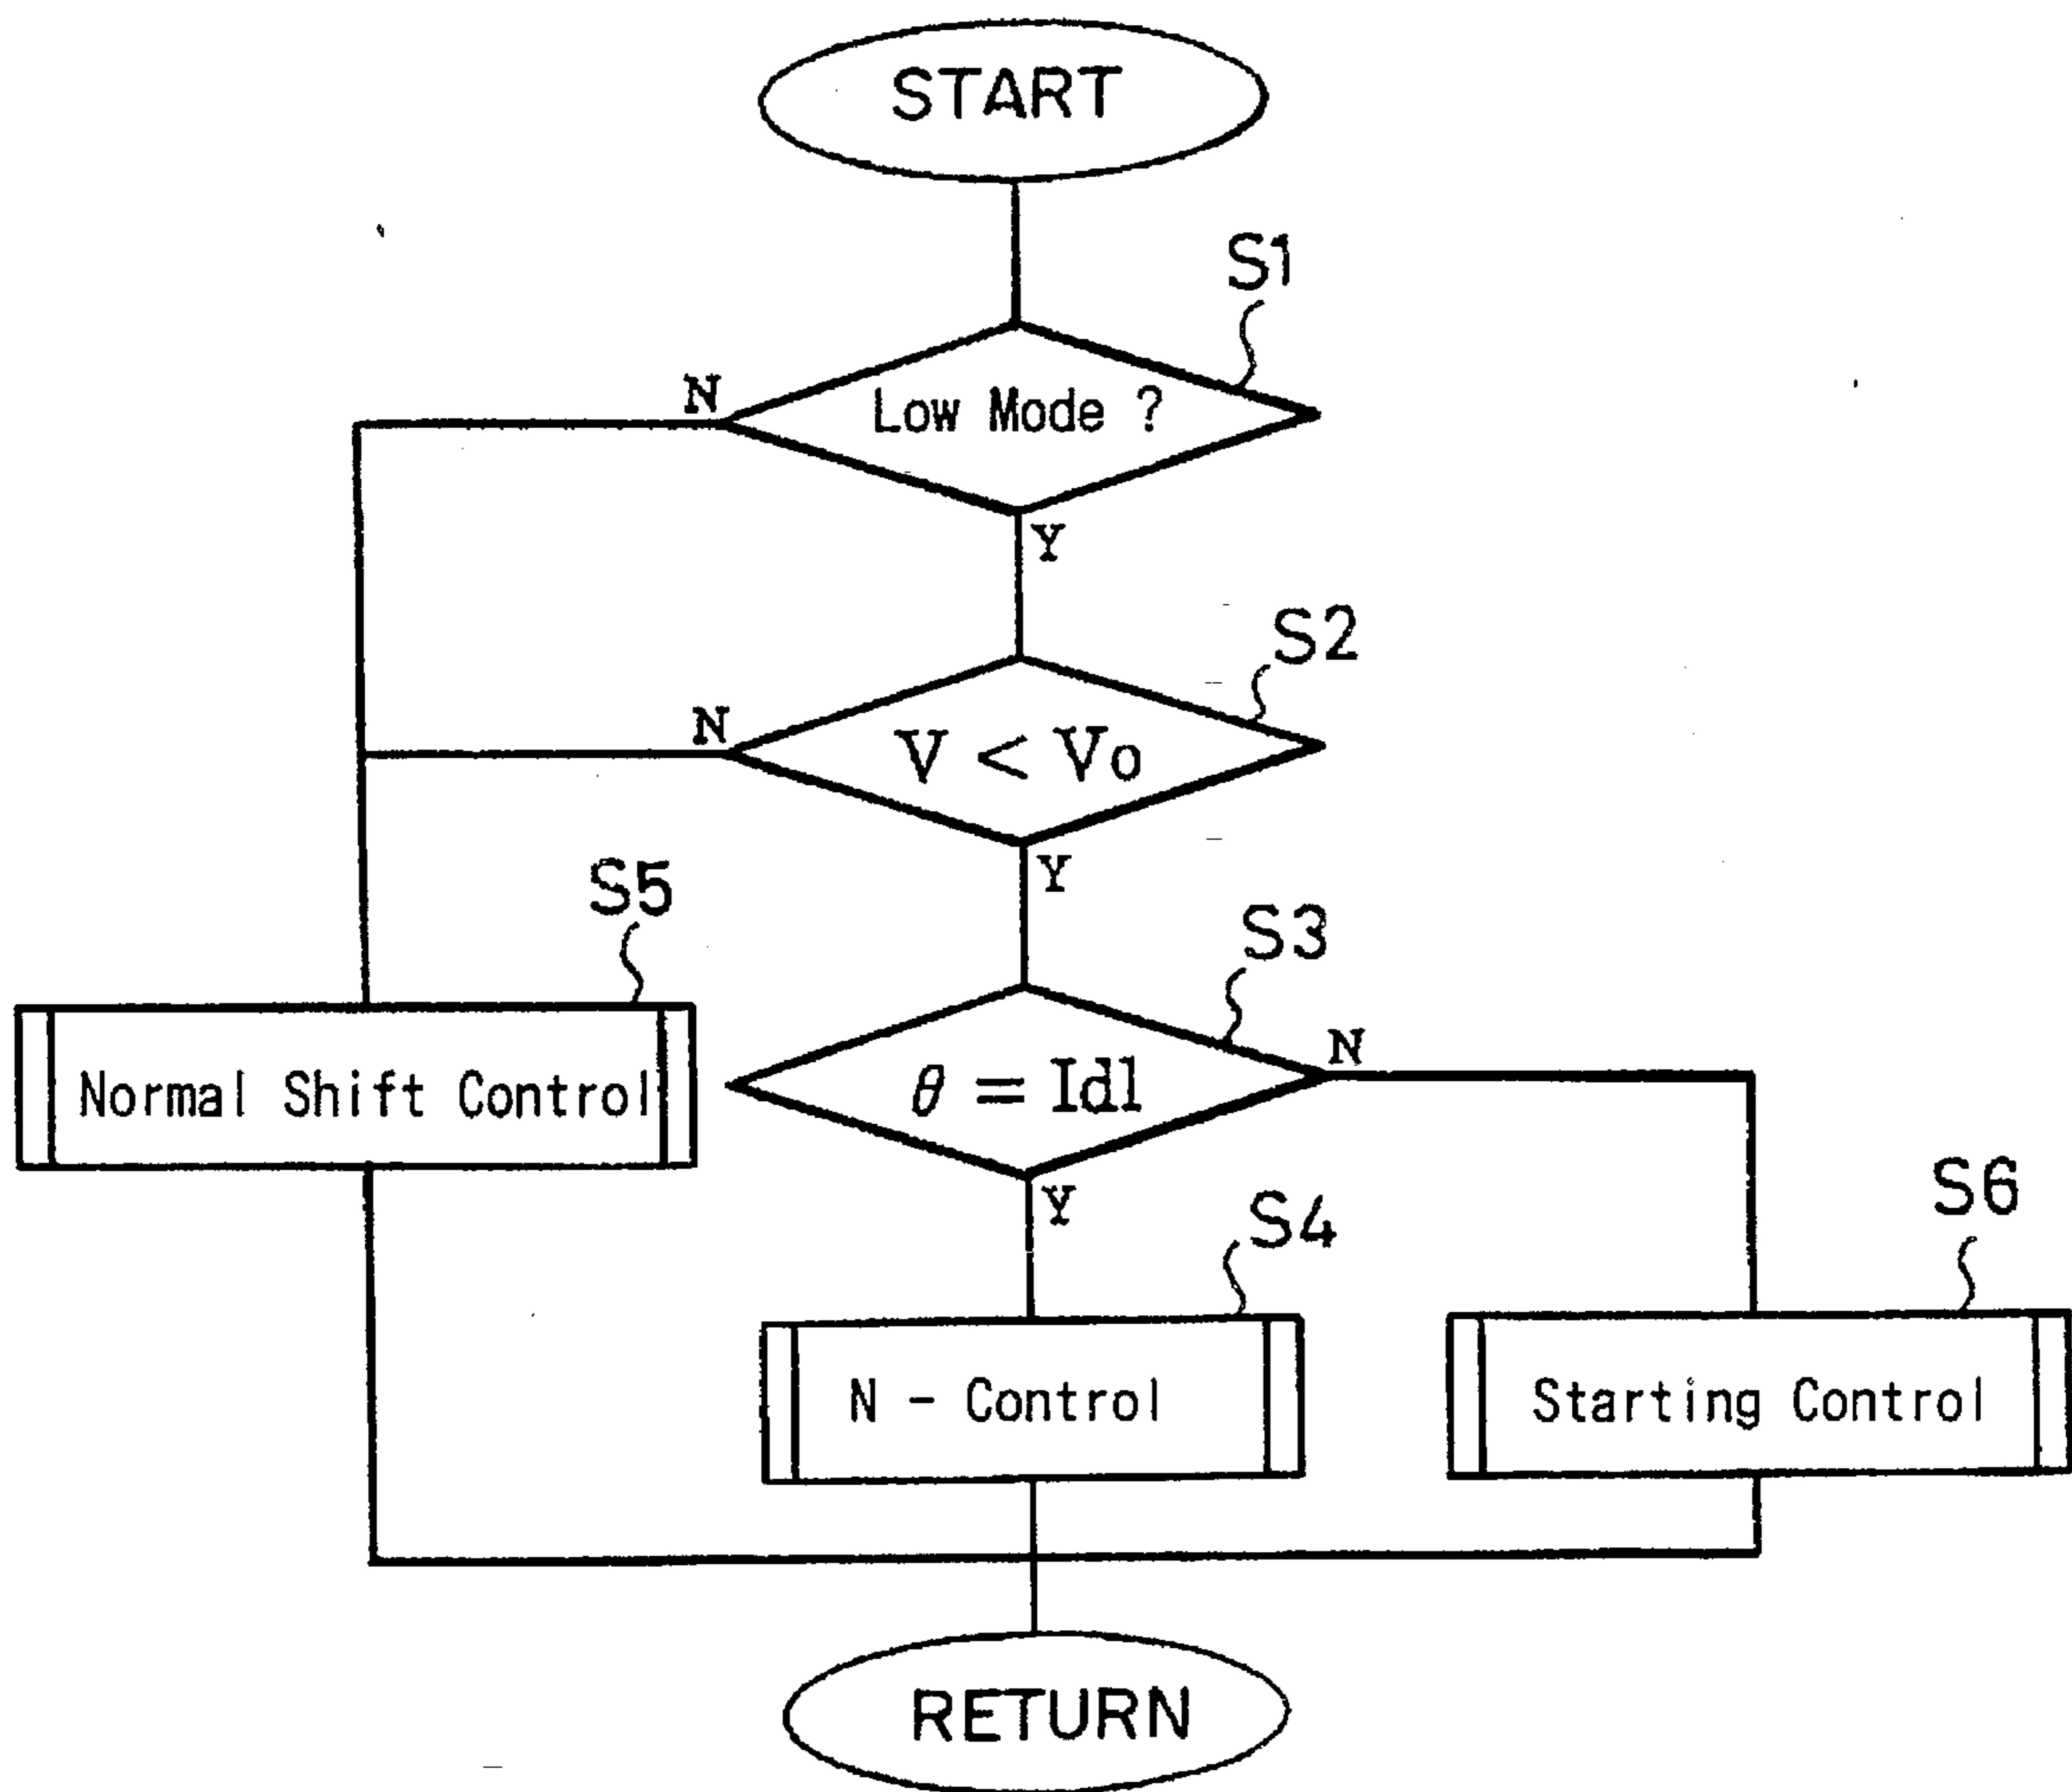 START
S1
N
Low Mode ?
Y
S2
N
V < Vo
Y
S5
S3
N
Normal Shift Control
θ = Idl
Y
S4
S6
N - Control
Starting Control
RETURN